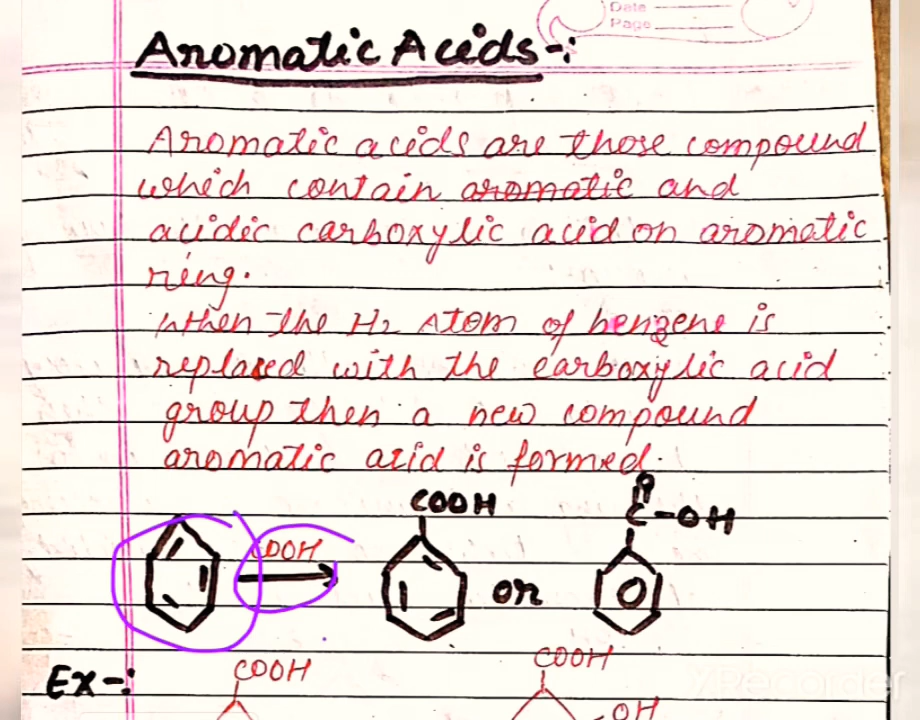 Date
Page
Aromatic Acids-:
Aromatic acids are those compound
which contain aromatic and
acidic carboxylic acid on aromatic
ring.
When the H2 Atom of benzene is
replaced with the carboxylic acid
group then a new compound
aromatic acid is formed.
COOH
C-OH
O
COOH
or
Ex-:
COOH
COOH
OH